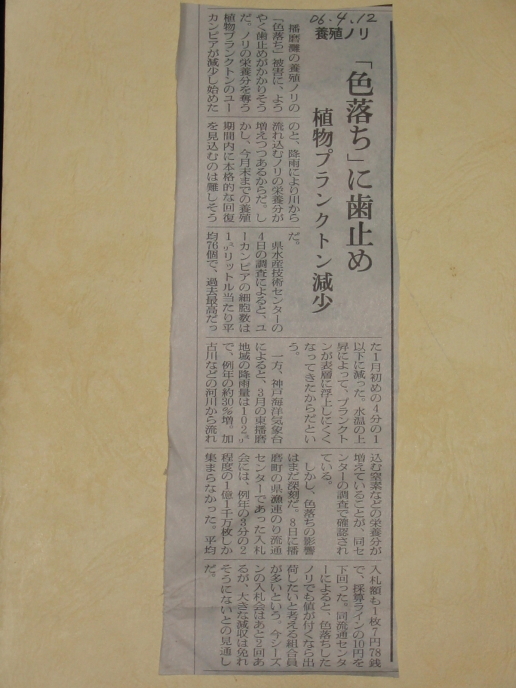 06.4.12
養殖ノリ
「色落ち」に歯止め
植物プランクトン減少
播磨灘の養殖ノリの
「色落ち」被害に、よう
やく歯止めがかかりそう
だ。ノリの栄養分を奪う
植物プランクトンのユー
カンピアが減少し始めた
のと、降雨により川から
流れ込むノリの栄養分が
増えつつあるからだ。し
かし、今月末までの養殖
期間内に本格的な回復
を見込むのは難しそう
だ。
県水産技術センターの
4日の調査によると、ユ
ーカンピアの細胞数は
1㍉リットル当たり平
均76個で、過去最高だっ
た1月初めの4分の1
以下に減った。水温の上
昇によって、プランクト
ンが表層に浮上しにくく
なってきたからだとい
う。
一方、神戸海洋気象台
によると、3月の東播磨
地域の降雨量は102㍉
で、例年の約30%増。加
古川などの河川から流れ
込む窒素などの栄養分が
増えていることが、同セ
ンターの調査で確認され
ている。
しかし、色落ちの影響
はまだ深刻だ。8日に播
磨町の県漁連のり流通
センターであった入札
会には、例年の3分の2
程度の1億1千万枚しか
集まらなかった。平均
入札額も1枚7円78銭
で、採算ラインの10円を
下回った。同流通センタ
ーによると、色落ちした
ノリでも値が付くなら出
荷したいと考える組合員
が多いという。今シーズ
ンの入札会はあと2回あ
るが、大きな減収は免れ
そうにないとの見通し
だ。